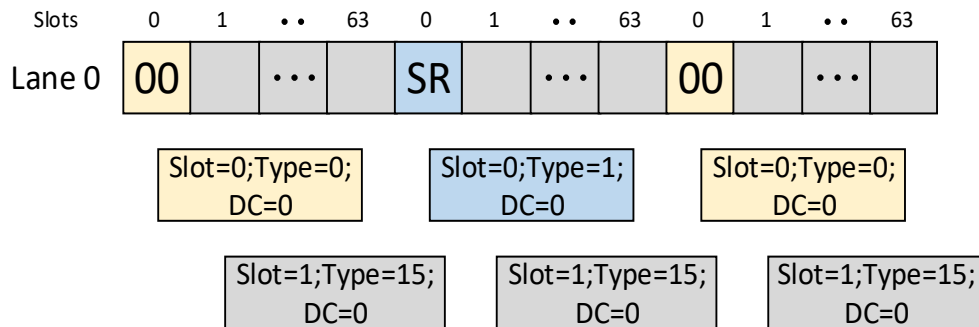 Slots 0 1 •• 63 0 1 •• 63 0 1 •• 63
Lane 0 00 ••• SR ••• 00 •••
Slot=0;Type=0; Slot=0;Type=1; Slot=0;Type=0;
DC=0 DC=0 DC=0
Slot=1;Type=15; Slot=1;Type=15; Slot=1;Type=15;
DC=0 DC=0 DC=0